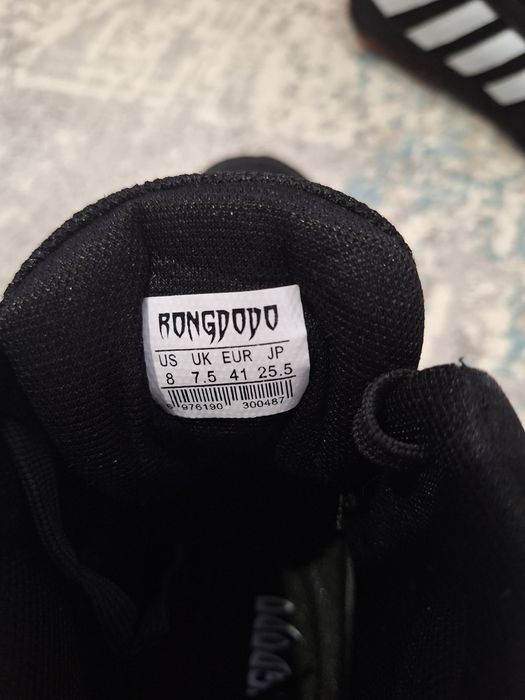 RONGDODO
US UK EUR JP
8 7.5 41 25.5
976190 300487